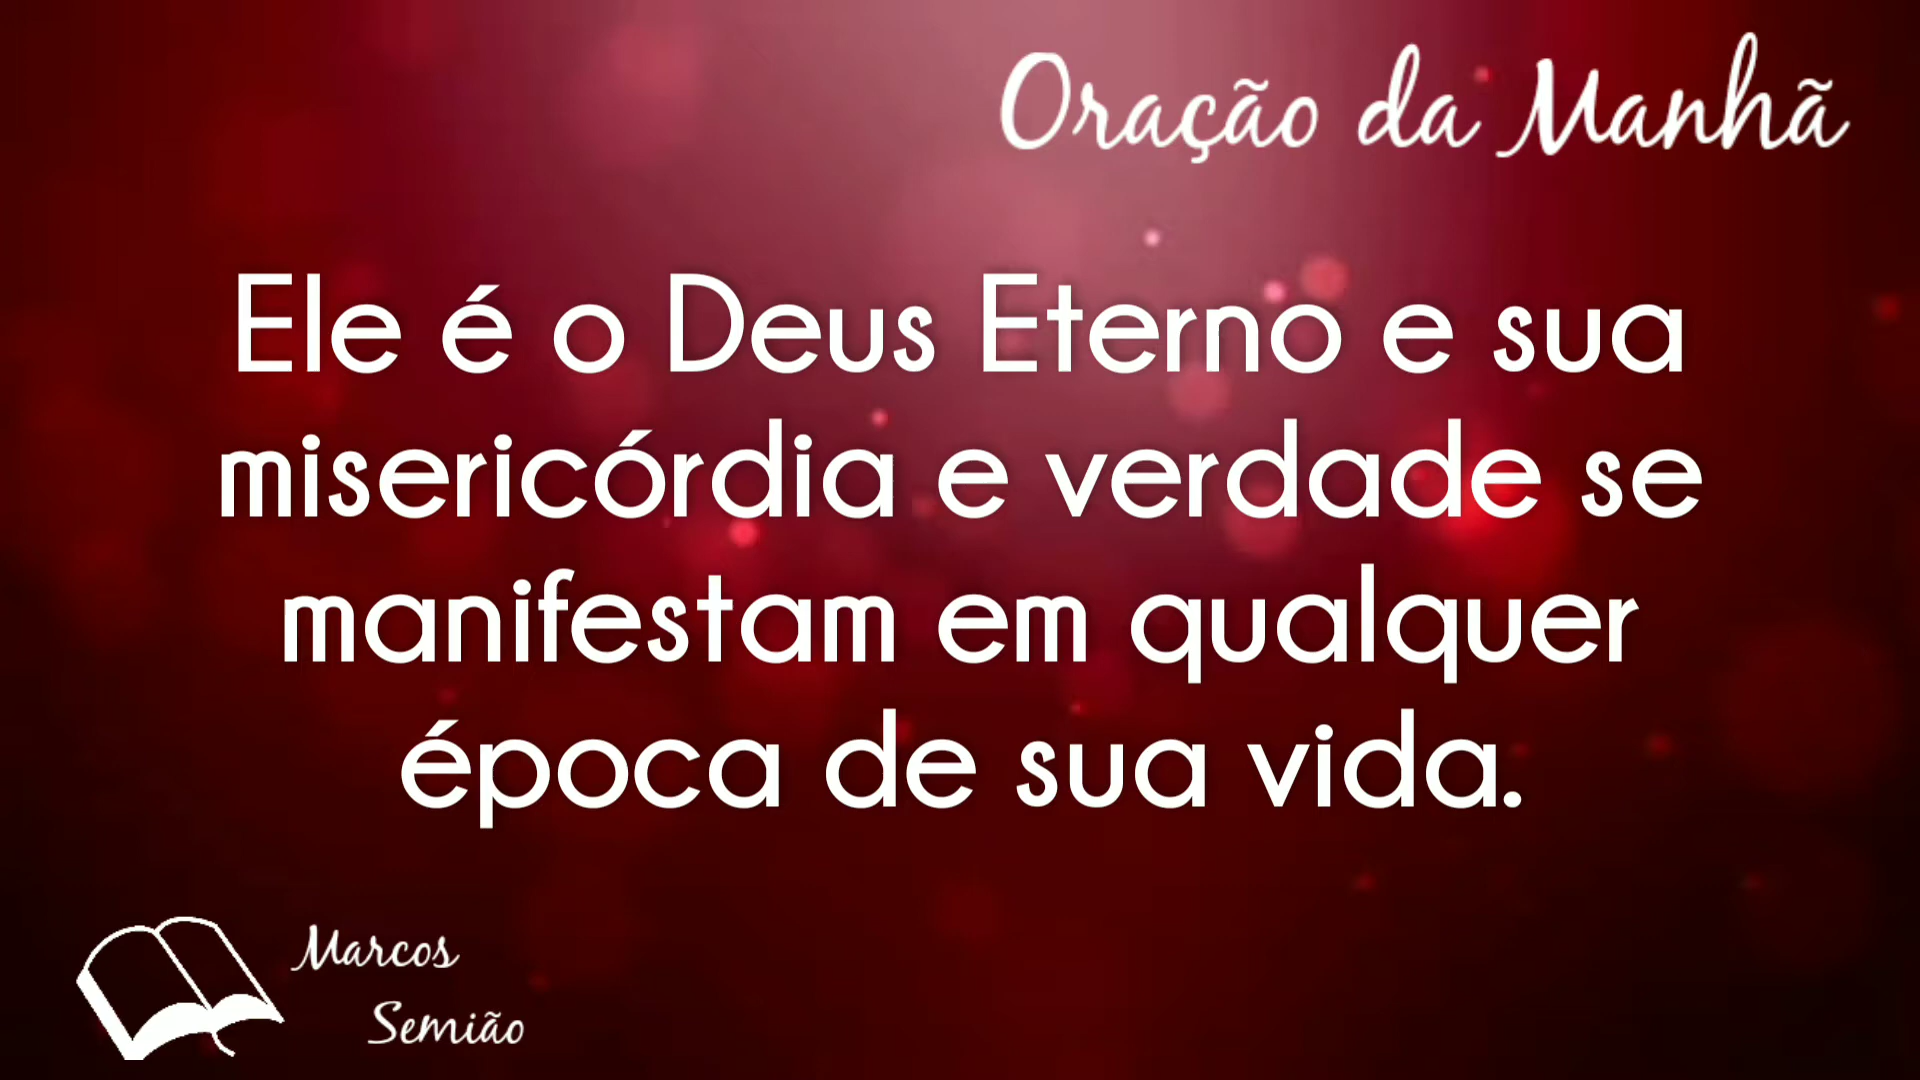 Oração da Manhã
Ele é o Deus Eterno e sua
misericórdia e verdade se
manifestam em qualquer
época de sua vida.
Marcos
Semião